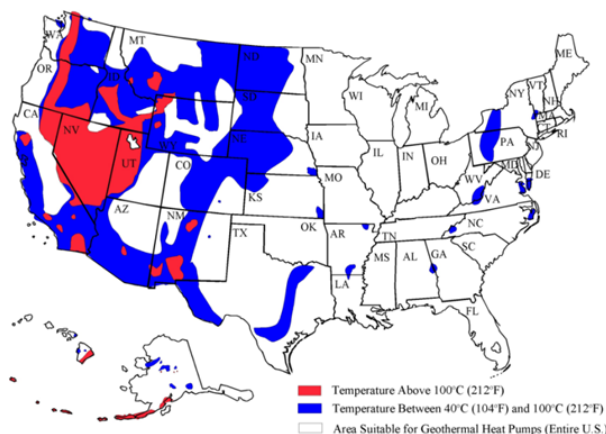 WA
MT
ND
MN
ME
OR
ID
SD
WI
MI
NY
VT
NH
CA
NV
UT
WY
NE
IA
IL
IN
OH
PA
RI
CO
KS
MO
WV
VA
DE
AZ
NM
TX
OK
AR
TN
NC
SC
LA
MS
AL
GA
FL
Temperature Above 100°C (212°F)
Temperature Between 40°C (104°F) and 100°C (212°F)
Area Suitable for Geothermal Heat Pumps (Entire U.S.)